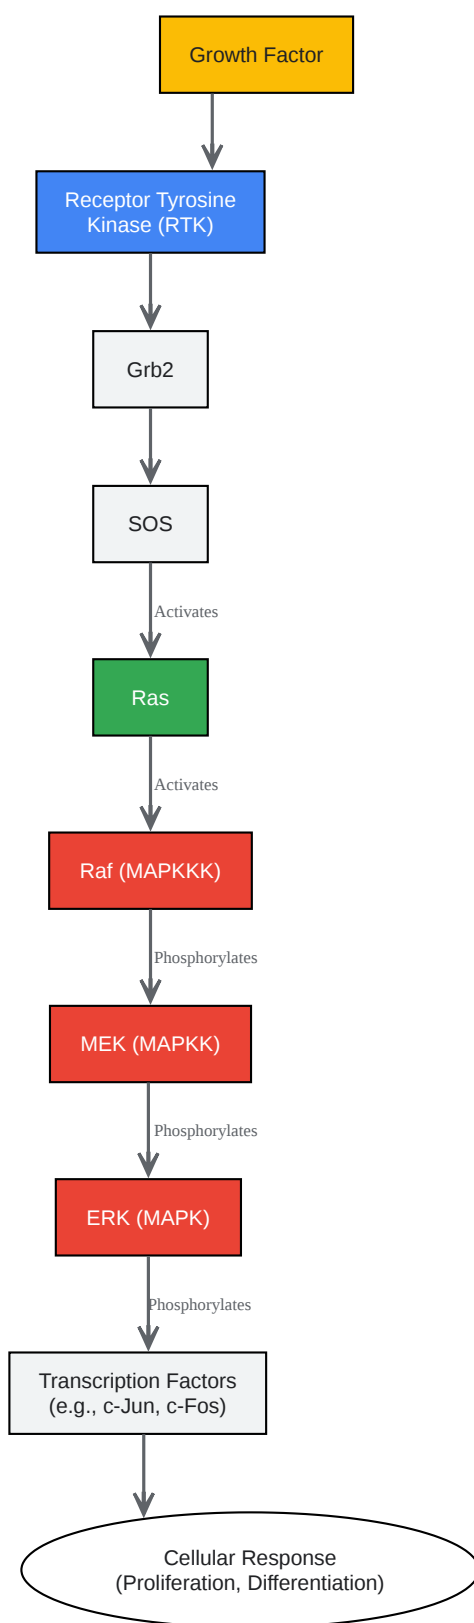 Growth Factor
Receptor Tyrosine
Kinase (RTK)
Grb2
SOS
Activates
Ras
Activates
Raf (MAPKKK)
Phosphorylates
MEK (MAPKK)
Phosphorylates
ERK (MAPK)
Phosphorylates
Transcription Factors
(e.g., c-Jun, c-Fos)
Cellular Response
(Proliferation, Differentiation)